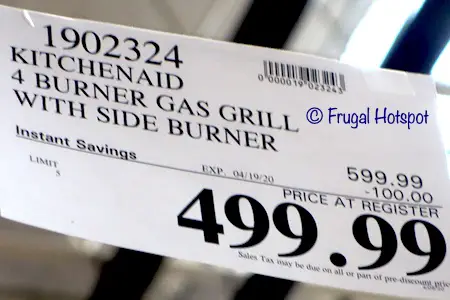 1902324
KITCHENAID
4 BURNER GAS GRILL
WITH SIDE BURNER
0000019023243
© Frugal Hotspot
Instant Savings
599.99
LIMIT
5
EXP. 04/19/20
-100.00
PRICE AT REGISTER
499.99
Sales Tax may be due on all or part of pre-discount price